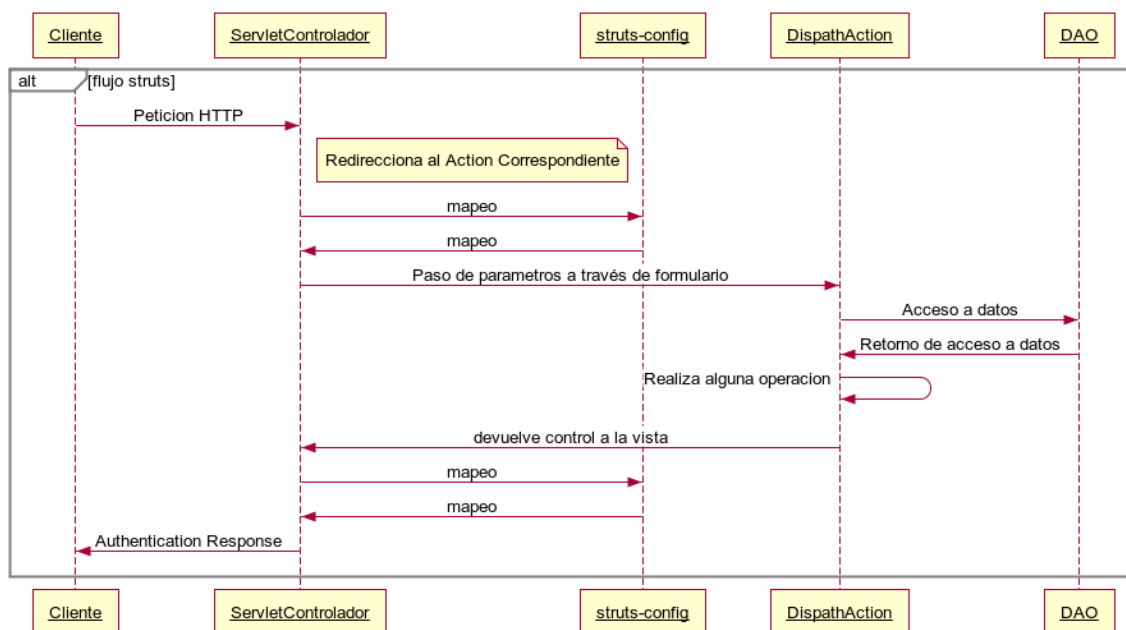 Cliente
ServletControlador
struts-config
DispathAction
DAO
alt
[flujo struts]
Peticion HTTP
Redirecciona al Action Correspondiente
mapeo
mapeo
Paso de parametros a través de formulario
Acceso a datos
Retorno de acceso a datos
Realiza alguna operacion
devuelve control a la vista
mapeo
mapeo
Authentication Response
Cliente
ServletControlador
struts-config
DispathAction
DAO